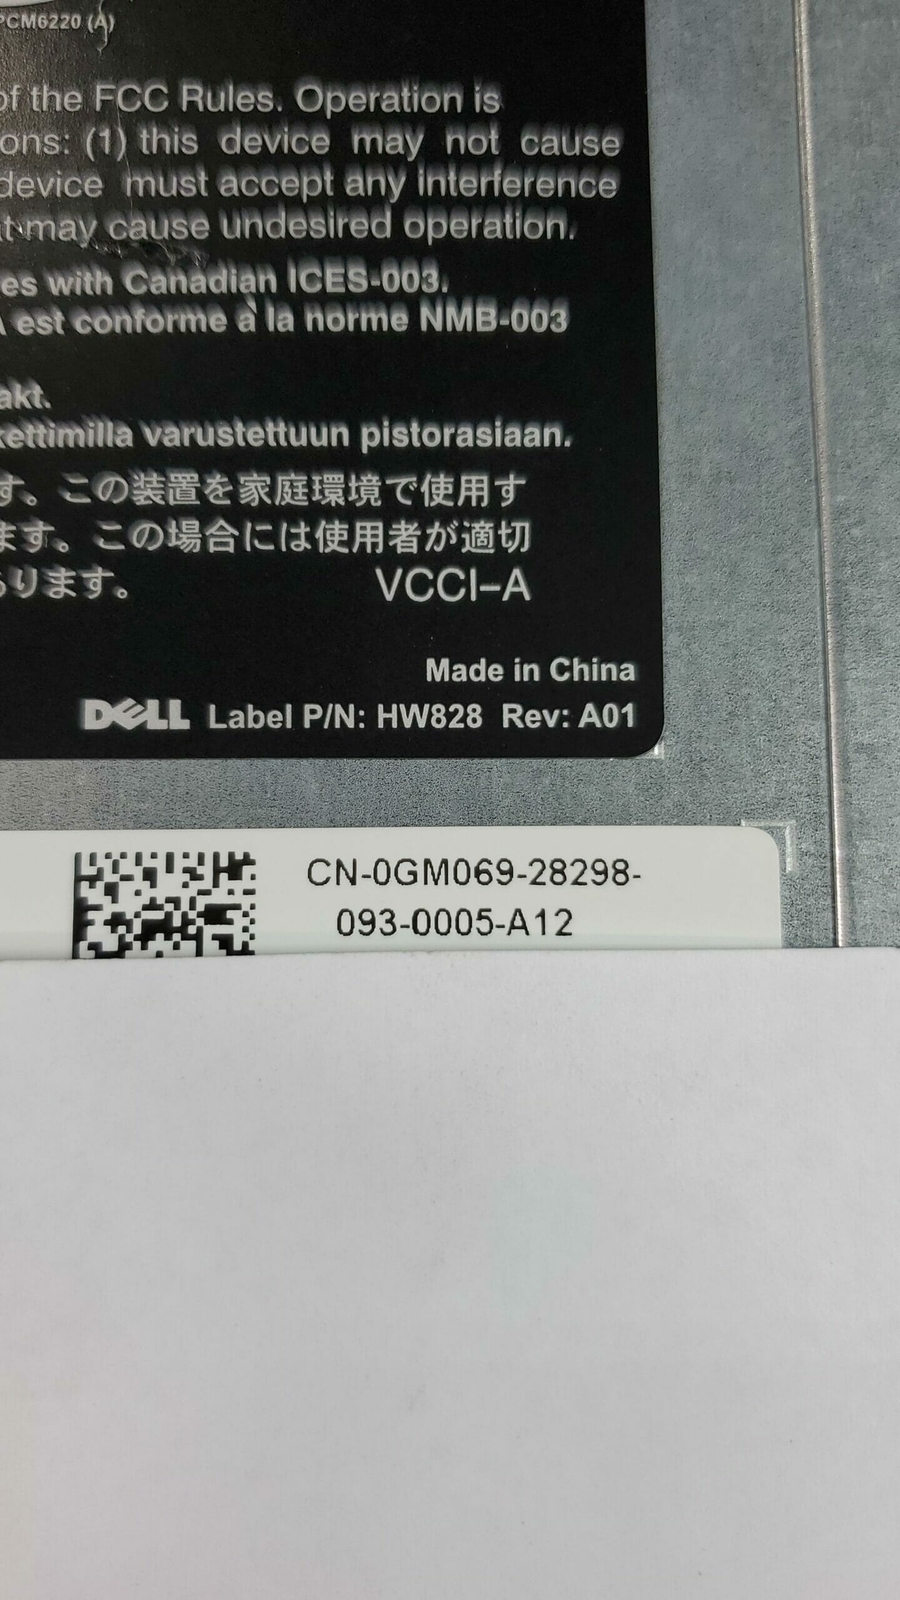 PCM6220 (A)
of the FCC Rules. Operation is
ons: (1) this device may not cause
device must accept any interference
t may cause undesired operation.
es with Canadian ICES-003.
A est conforme à la norme NMB-003
akt.
kettimilla varustettuun pistorasiaan.
す。この装置を家庭環境で使用す
ます。この場合には使用者が適切
あります。 VCCI-A
Made in China
DELL Label P/N: HW828 Rev: A01
CN-0GM069-28298-
093-0005-A12